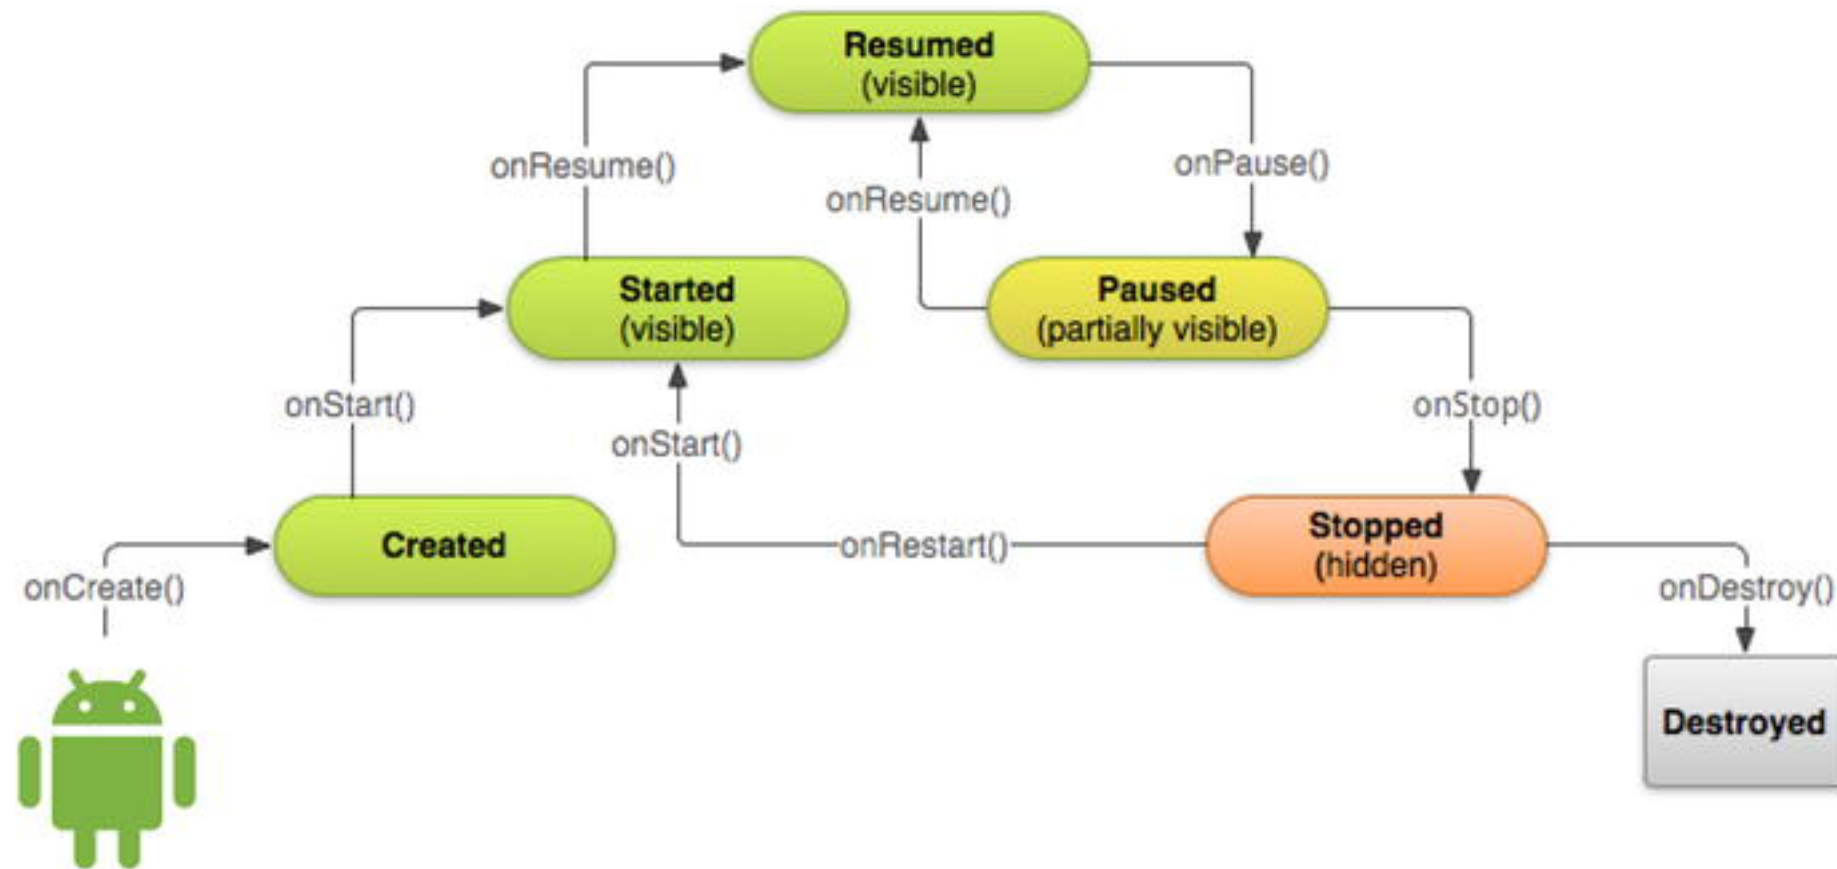 Resumed
(visible)
onResume()
onPause()
onResume()
Started
(visible)
Paused
(partially visible)
onStart()
onStop()
onStart()
Created
onRestart()
Stopped
(hidden)
onCreate()
onDestroy()
Destroyed